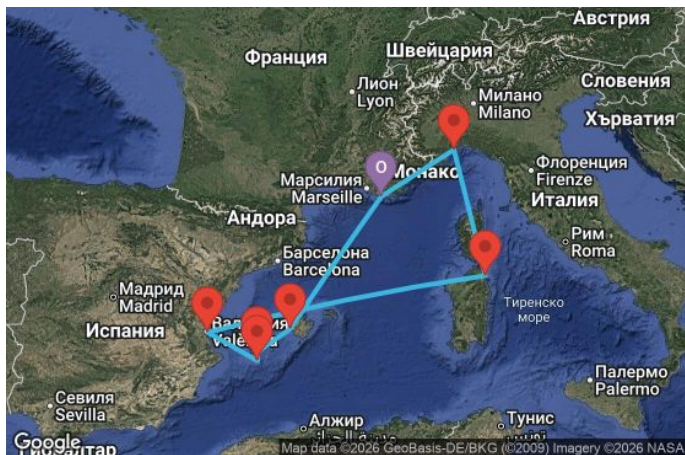 Австрия
Швейцария
Франция
Словения
Лион
Lyon
Милано
Milano
Хърватия
О
Монако
Флоренция
Firenze
Марсилия
Marseille
Италия
Андора
Рим
Roma
Барселона
Barcelona
Мадрид
Madrid
Тиренско
море
Испания
València
Палермо
Palermo
Севиля
Sevilla
Алжир
Тунис
Google
Map data ©2026 GeoBasis-DE/BKG (©2009) Imagery ©2026 NASA